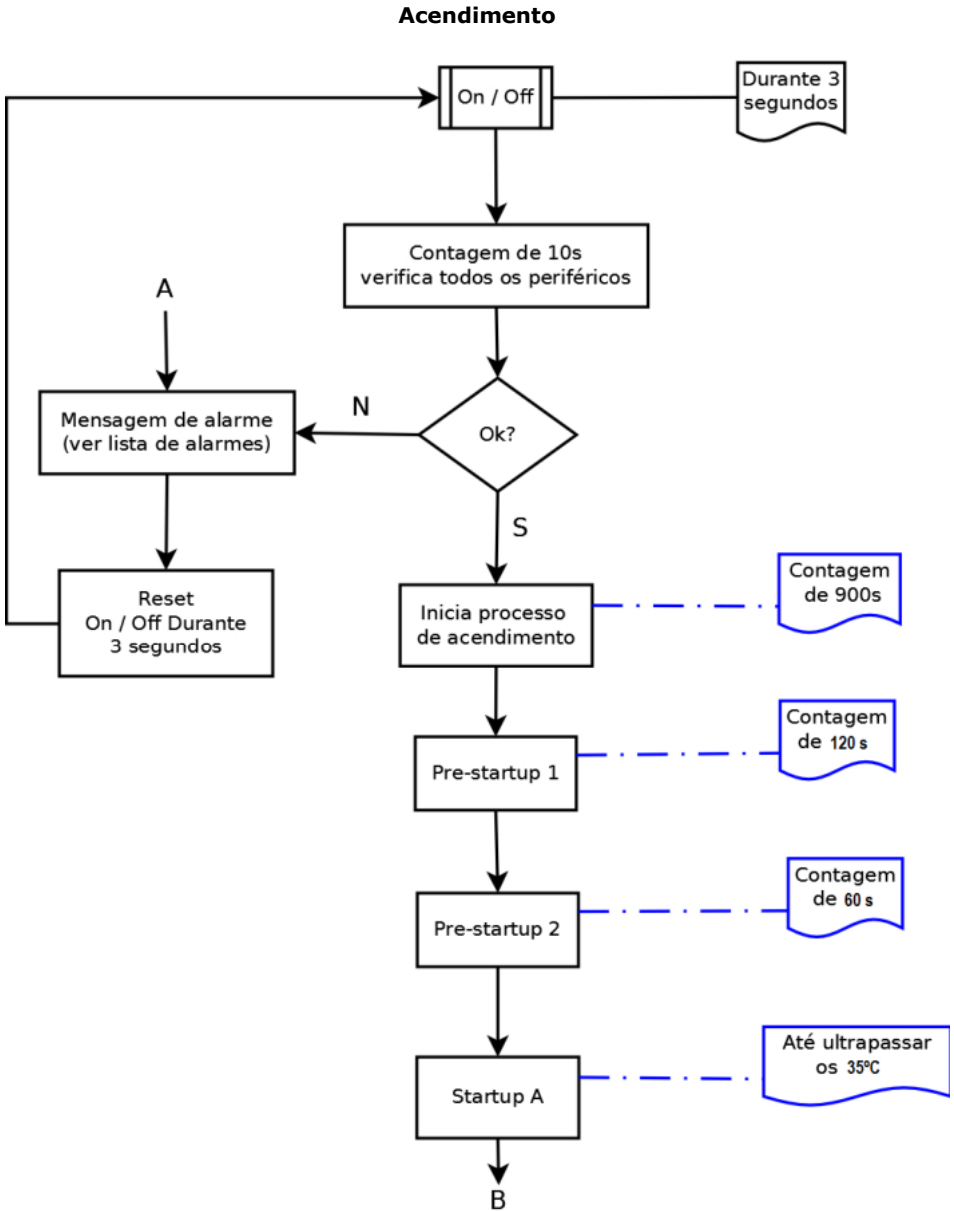 Acendimento
On / Off
Durante 3
segundos
Contagem de 10s
verifica todos os periféricos
A
Mensagem de alarme
(ver lista de alarmes)
N
Ok?
S
Reset
On / Off Durante
3 segundos
Inicia processo
de acendimento
Contagem
de 900s
Pre-startup 1
Contagem
de 120 s
Pre-startup 2
Contagem
de 60 s
Startup A
Até ultrapassar
os 35ºC
B